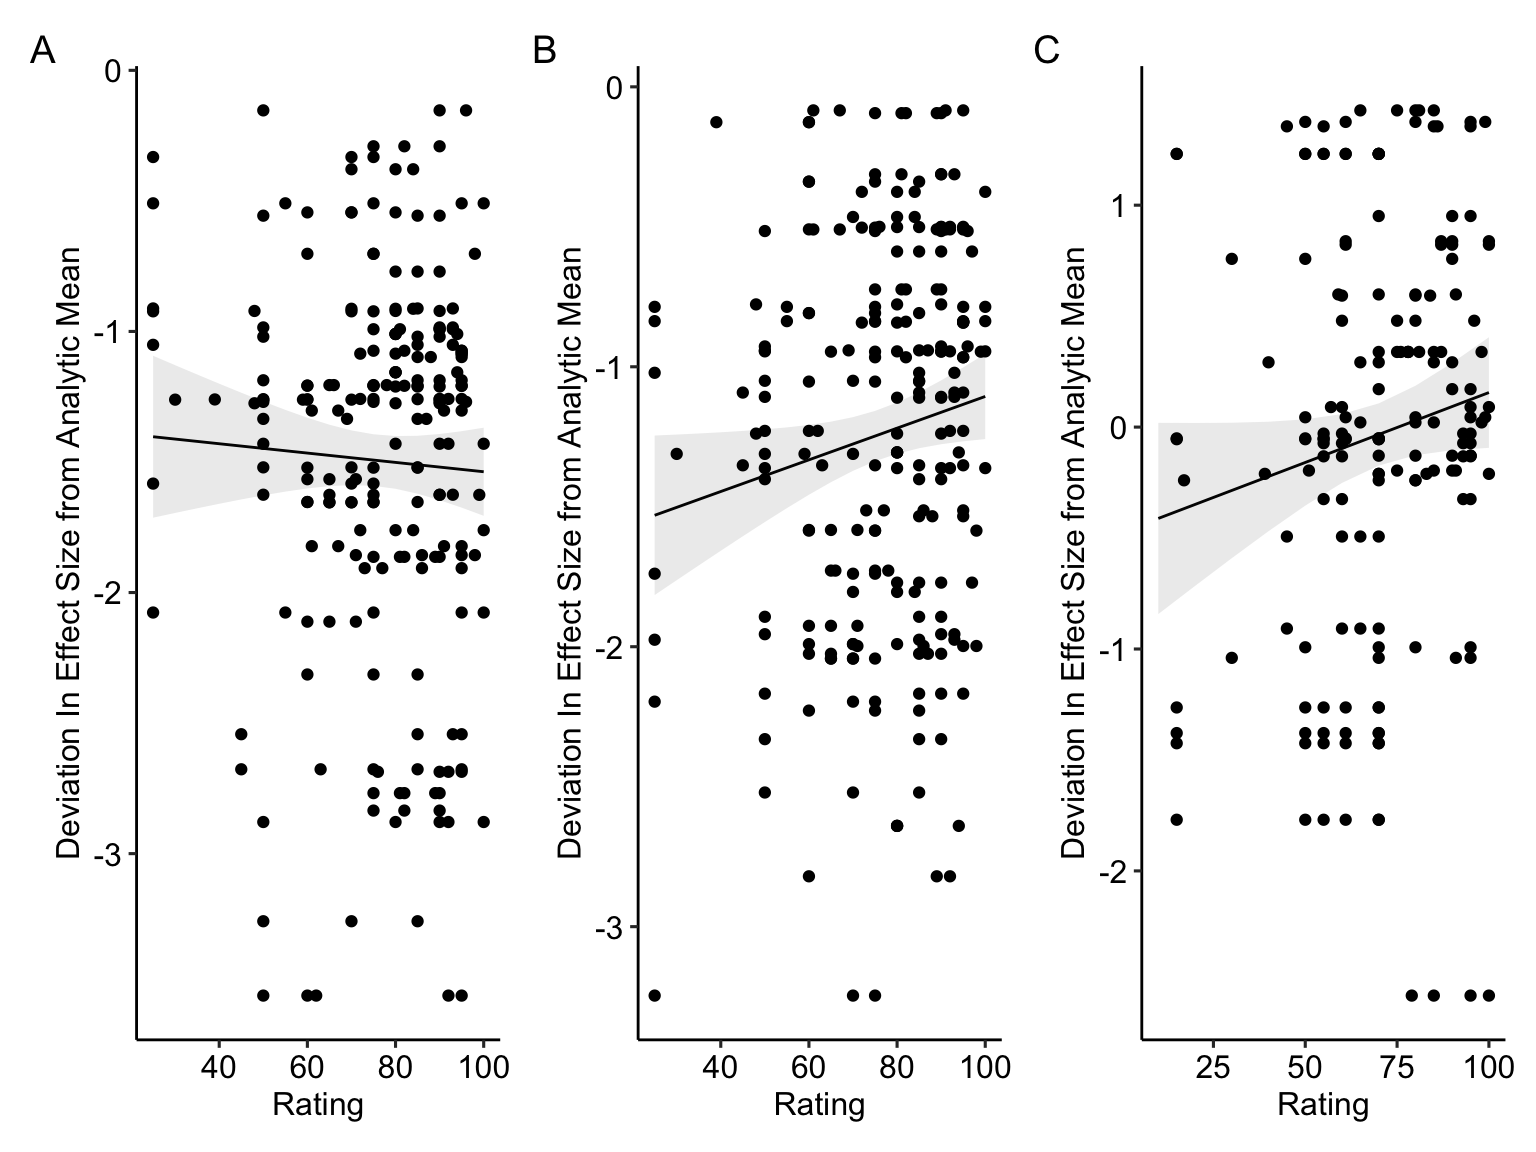 A
B
C
Deviation In Effect Size from Analytic Mean
0
-1
-2
-3
40 60 80 100
Rating
Deviation In Effect Size from Analytic Mean
0
-1
-2
-3
40 60 80 100
Rating
Deviation In Effect Size from Analytic Mean
1
0
-1
-2
25 50 75 100
Rating